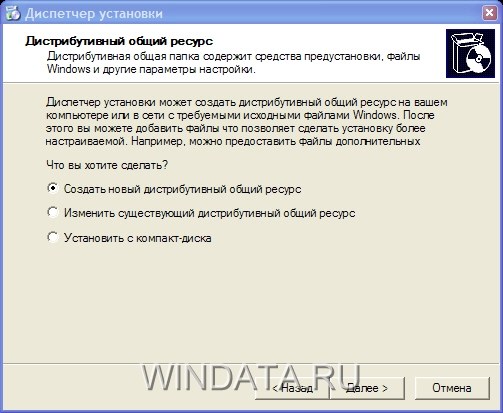 Диспетчер установки
Дистрибутивный общий ресурс
Дистрибутивная общая папка содержит средства предустановки, файлы
Windows и другие параметры настройки.
Диспетчер установки может создать дистрибутивный общий ресурс на вашем
компьютере или в сети с требуемыми исходными файлами Windows. После
этого вы можете добавить файлы что позволяет сделать установку более
настраиваемой. Например, можно предоставить файлы дополнительных
Что вы хотите сделать?
Создать новый дистрибутивный общий ресурс
Изменить существующий дистрибутивный общий ресурс
Установить с компакт-диска
WINDATA.RU
< Назад Далее > Отмена